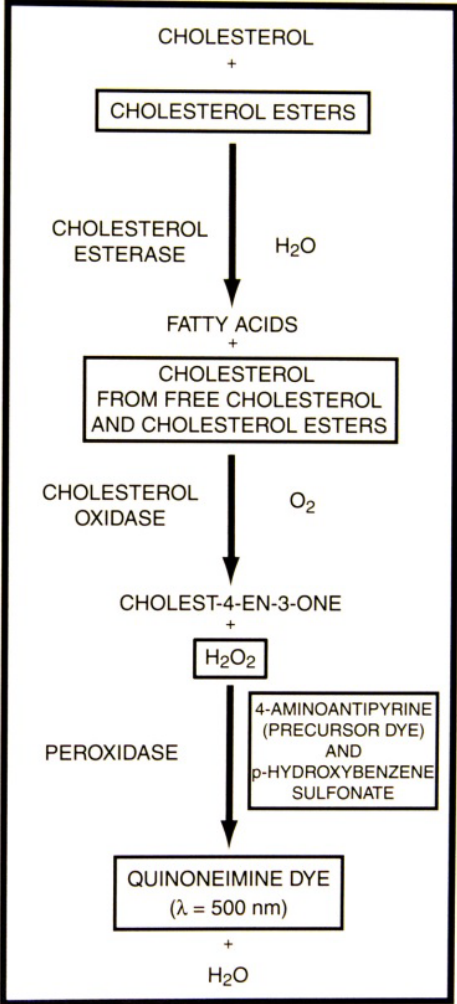 CHOLESTEROL
+
CHOLESTEROL ESTERS
CHOLESTEROL
ESTERASE
H₂O
FATTY ACIDS
+
CHOLESTEROL
FROM FREE CHOLESTEROL
AND CHOLESTEROL ESTERS
CHOLESTEROL
OXIDASE
O₂
CHOLEST-4-EN-3-ONE
+
H₂O₂
PEROXIDASE
4-AMINOANTIPYRINE
(PRECURSOR DYE)
AND
p-HYDROXYBENZENE
SULFONATE
QUINONEIMINE DYE
(λ = 500 nm)
+
H₂O